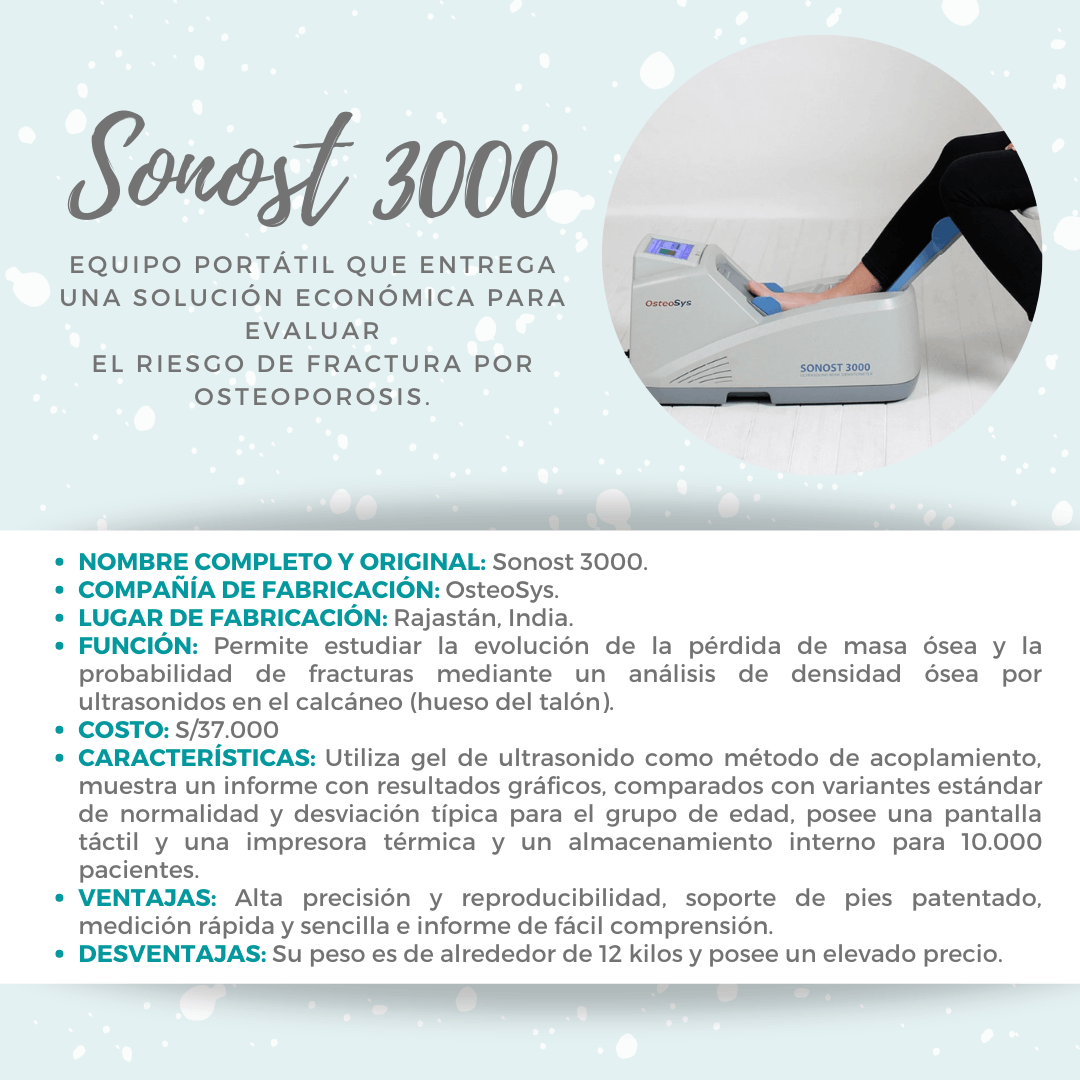 Sonost 3000
EQUIPO PORTÁTIL QUE ENTREGA
UNA SOLUCIÓN ECONÓMICA PARA
EVALUAR
EL RIESGO DE FRACTURA POR
OSTEOPOROSIS.
OsteoSys
SONOST 3000
• NOMBRE COMPLETO Y ORIGINAL: Sonost 3000.
• COMPAÑÍA DE FABRICACIÓN: OsteoSys.
• LUGAR DE FABRICACIÓN: Rajastán, India.
• FUNCIÓN: Permite estudiar la evolución de la pérdida de masa ósea y la
probabilidad de fracturas mediante un análisis de densidad ósea por
ultrasonidos en el calcáneo (hueso del talón).
• COSTO: S/37.000
• CARACTERÍSTICAS: Utiliza gel de ultrasonido como método de acoplamiento,
muestra un informe con resultados gráficos, comparados con variantes estándar
de normalidad y desviación típica para el grupo de edad, posee una pantalla
táctil y una impresora térmica y un almacenamiento interno para 10.000
pacientes.
• VENTAJAS: Alta precisión y reproducibilidad, soporte de pies patentado,
medición rápida y sencilla e informe de fácil comprensión.
• DESVENTAJAS: Su peso es de alrededor de 12 kilos y posee un elevado precio.